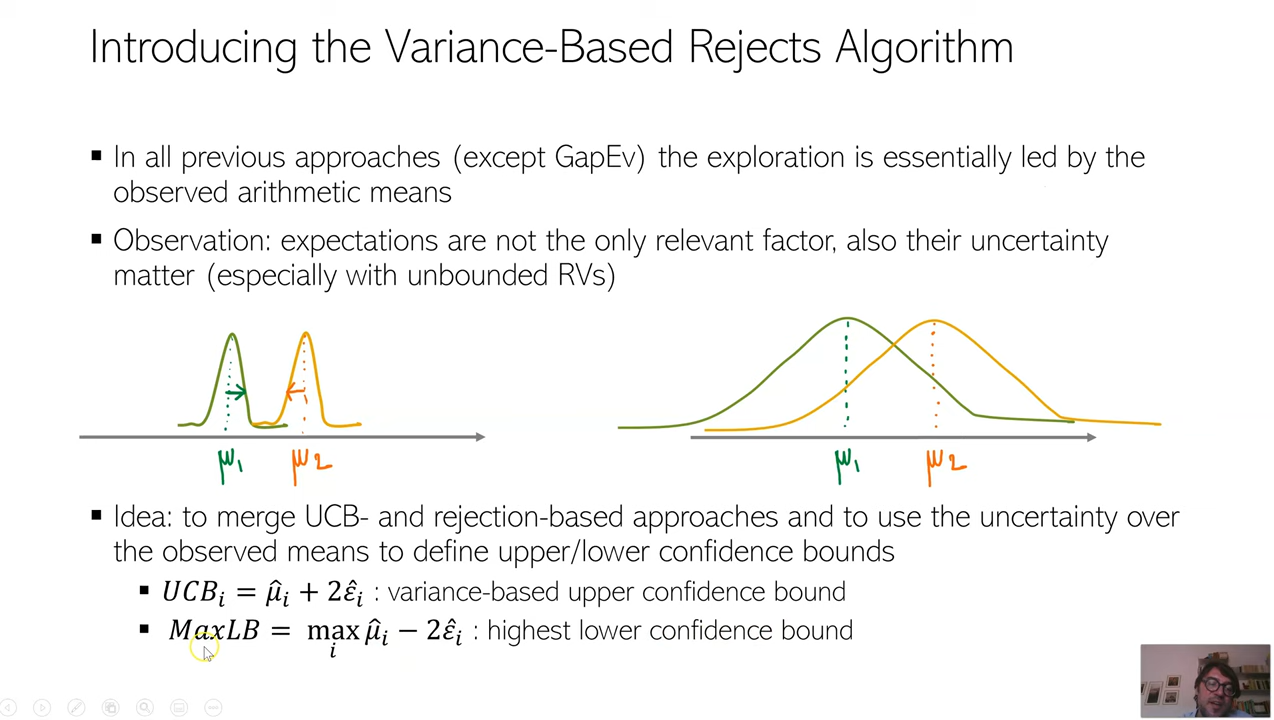 Introducing the Variance-Based Rejects Algorithm
▪ In all previous approaches (except GapEv) the exploration is essentially led by the
observed arithmetic means
▪ Observation: expectations are not the only relevant factor, also their uncertainty
matter (especially with unbounded RVs)
μ₁ μ₂ μ₁ μ₂
▪ Idea: to merge UCB- and rejection-based approaches and to use the uncertainty over
the observed means to define upper/lower confidence bounds
▪ UCBᵢ = μ̂ᵢ + 2ε̂ᵢ : variance-based upper confidence bound
▪ MaxLB = max μ̂ᵢ − 2ε̂ᵢ : highest lower confidence bound
i